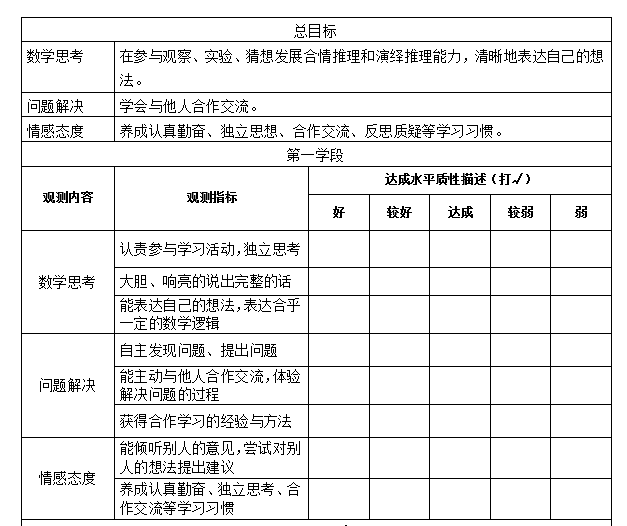 总目标
数学思考
在参与观察、实验、猜想发展合情推理和演绎推理能力，清晰地表达自己的想
法。
问题解决
学会与他人合作交流。
情感态度
养成认真勤奋、独立思想、合作交流、反思质疑等学习习惯。
第一学段
观测内容
观测指标
达成水平质性描述（打√）
好
较好
达成
较弱
弱
数学思考
认责参与学习活动，独立思考
大胆、响亮的说出完整的话
能表达自己的想法，表达合乎
一定的数学逻辑
问题解决
自主发现问题、提出问题
能主动与他人合作交流，体验
解决问题的过程
获得合作学习的经验与方法
情感态度
能倾听别人的意见，尝试对别
人的想法提出建议
养成认真勤奋、独立思考、合
作交流等学习习惯